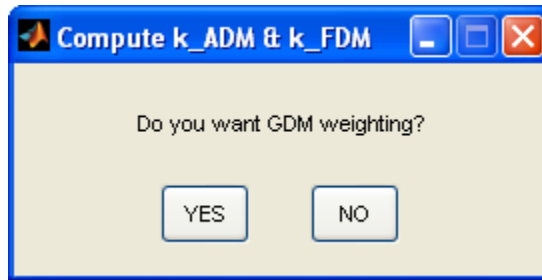 Compute k_ADM & k_FDM
Do you want GDM weighting?
YES NO